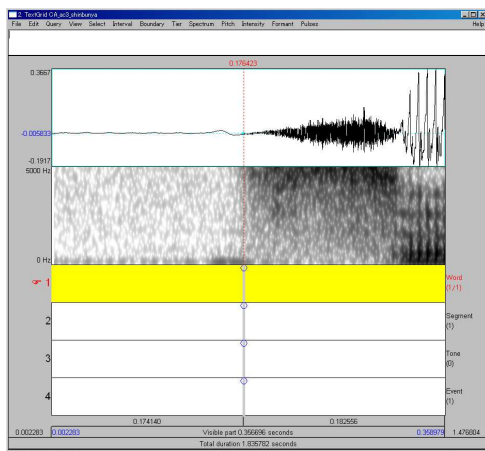 2. TextGrid CA_ac3_shinbunya
File Edit Query View Select Interval Boundary Tier Spectrum Pitch Intensity Formant Pulses Help
0.176423
0.3667
-0.005833
-0.1917
5000 Hz
0 Hz
1 Word
(1/1)
2 Segment
(1)
3 Tone
(0)
4 Event
(1)
0.174140 0.182556
0.002283 0.002283 Visible part 0.356696 seconds 0.358979 1.476804
Total duration 1.835782 seconds